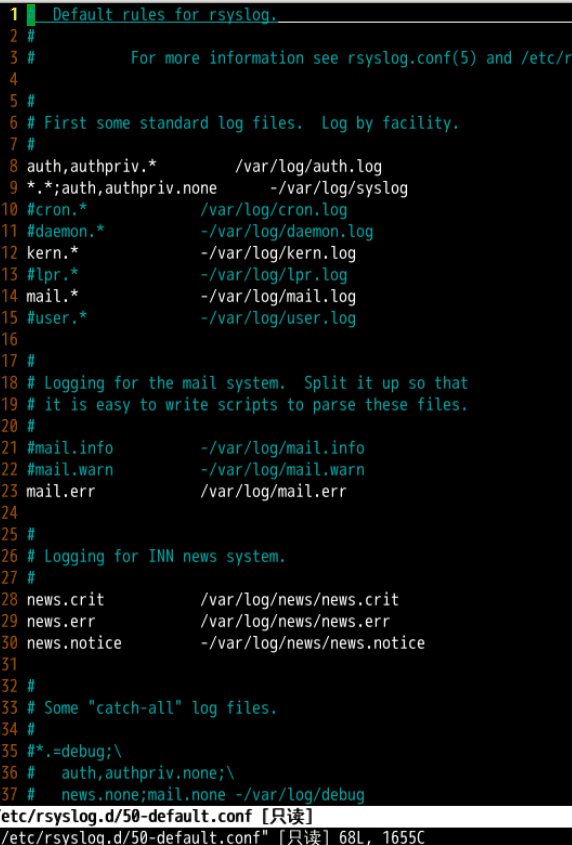 1 #  Default rules for rsyslog.
2 #
3 #           For more information see rsyslog.conf(5) and /etc/r
4
5 #
6 # First some standard log files.  Log by facility.
7 #
8 auth,authpriv.*         /var/log/auth.log
9 *.*;auth,authpriv.none      -/var/log/syslog
10 #cron.*             /var/log/cron.log
11 #daemon.*           -/var/log/daemon.log
12 kern.*              -/var/log/kern.log
13 #lpr.*              -/var/log/lpr.log
14 mail.*              -/var/log/mail.log
15 #user.*             -/var/log/user.log
16
17 #
18 # Logging for the mail system.  Split it up so that
19 # it is easy to write scripts to parse these files.
20 #
21 #mail.info          -/var/log/mail.info
22 #mail.warn          -/var/log/mail.warn
23 mail.err            /var/log/mail.err
24
25 #
26 # Logging for INN news system.
27 #
28 news.crit           /var/log/news/news.crit
29 news.err            /var/log/news/news.err
30 news.notice         -/var/log/news/news.notice
31
32 #
33 # Some "catch-all" log files.
34 #
35 #*.=debug;\
36 #   auth,authpriv.none;\
37 #   news.none;mail.none -/var/log/debug
/etc/rsyslog.d/50-default.conf [只读]
/etc/rsyslog.d/50-default.conf" [只读] 68L, 1655C